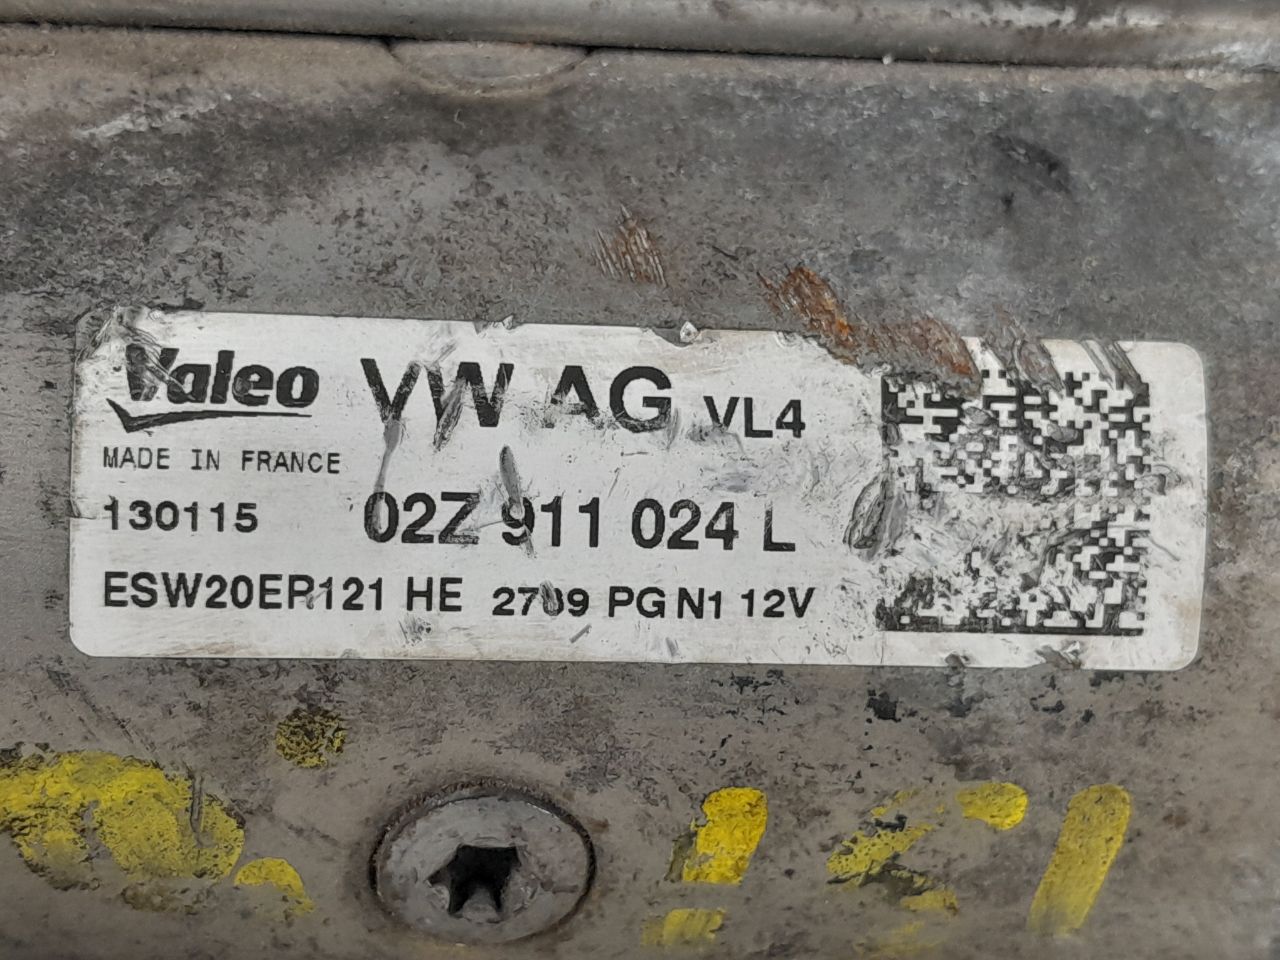 Valeo VW AG VL4
MADE IN FRANCE
130115 02Z 911 024 L
ESW20ER121 HE 2709 PG N1 12V